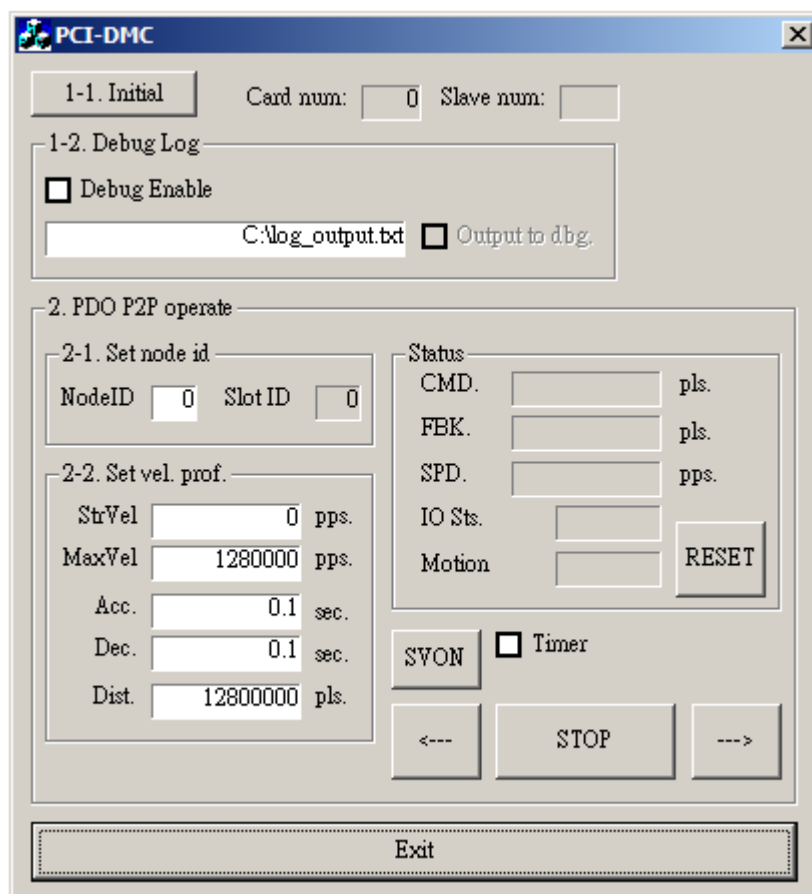 PCI-DMC
1-1. Initial Card num: 0 Slave num:
1-2. Debug Log
Debug Enable
C:\log_output.txt Output to dbg.
2. PDO P2P operate
2-1. Set node id
NodeID 0 Slot ID 0
2-2. Set vel. prof.
StrVel 0 pps.
MaxVel 1280000 pps.
Acc. 0.1 sec.
Dec. 0.1 sec.
Dist. 12800000 pls.
Status
CMD. pls.
FBK. pls.
SPD. pps.
IO Sts.
Motion RESET
SVON Timer
<--- STOP --->
Exit